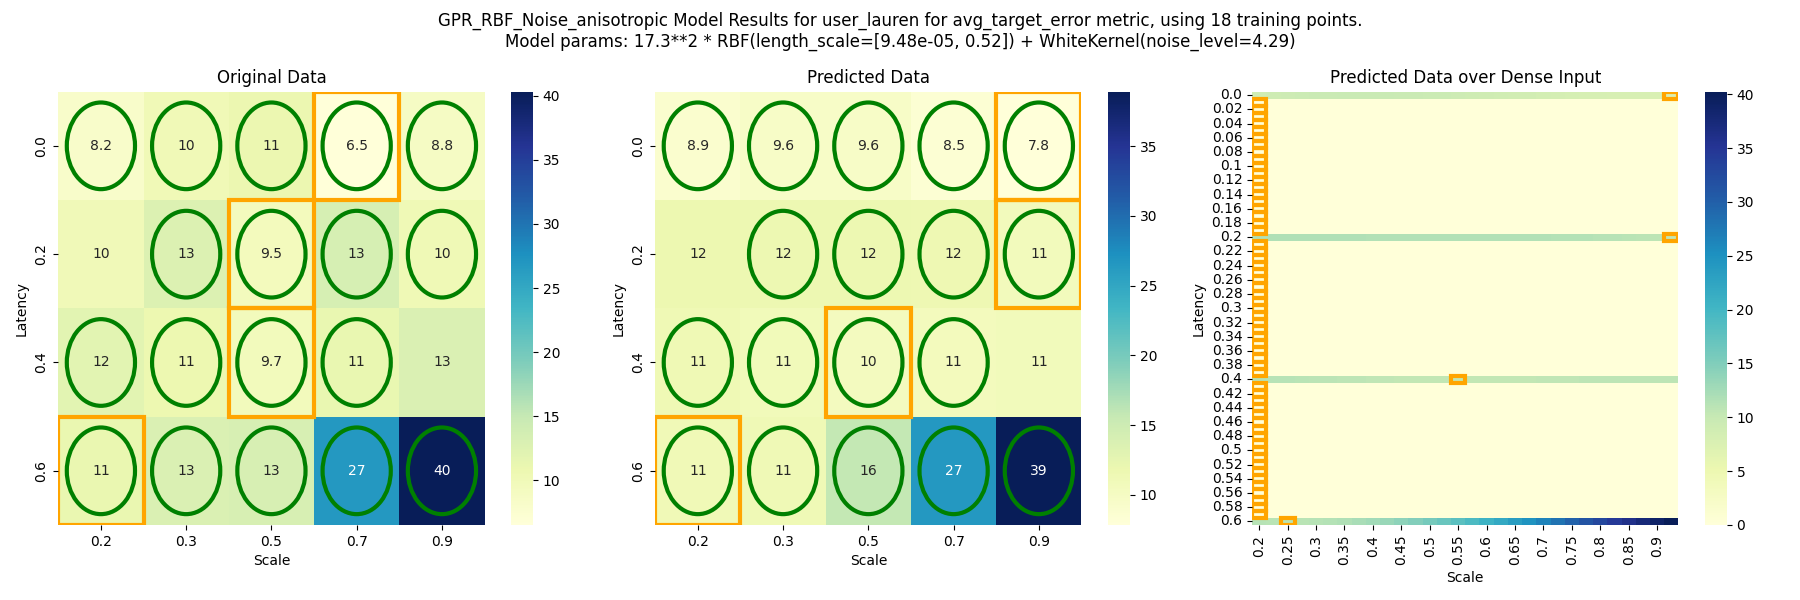 GPR_RBF_Noise_anisotropic Model Results for user_lauren for avg_target_error metric, using 18 training points.
Model params: 17.3**2 * RBF(length_scale=[9.48e-05, 0.52]) + WhiteKernel(noise_level=4.29)
Original Data
Latency
0.0 8.2 10 11 6.5 8.8
0.2 10 13 9.5 13 10
0.4 12 11 9.7 11 13
0.6 11 13 13 27 40
0.2 0.3 0.5 0.7 0.9
Scale
40
35
30
25
20
15
10
Predicted Data
Latency
0.0 8.9 9.6 9.6 8.5 7.8
0.2 12 12 12 12 11
0.4 11 11 10 11 11
0.6 11 11 16 27 39
0.2 0.3 0.5 0.7 0.9
Scale
35
30
25
20
15
10
Predicted Data over Dense Input
Latency
0.0
0.02
0.04
0.06
0.08
0.1
0.12
0.14
0.16
0.18
0.2
0.22
0.24
0.26
0.28
0.3
0.32
0.34
0.36
0.38
0.4
0.42
0.44
0.46
0.48
0.5
0.52
0.54
0.56
0.58
0.6
0.2 0.25 0.3 0.35 0.4 0.45 0.5 0.55 0.6 0.65 0.7 0.75 0.8 0.85 0.9
Scale
40
35
30
25
20
15
10
5
0